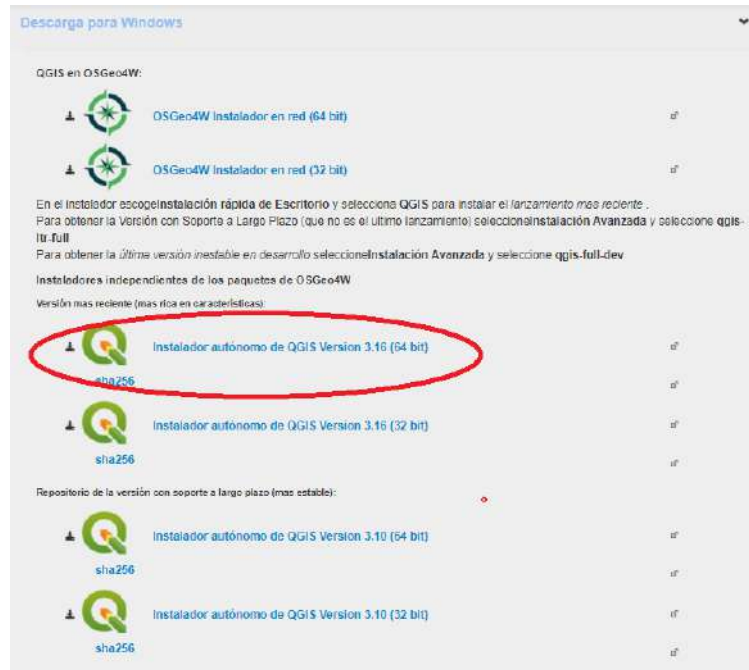 Descarga para Windows
QGIS en OSGeo4W:
OSGeo4W Instalador en red (64 bit)
OSGeo4W Instalador en red (32 bit)
En el instalador escogeInstalación rápida de Escritorio y selecciona QGIS para instalar el lanzamiento mas reciente .
Para obtener la Versión con Soporte a Largo Plazo (que no es el ultimo lanzamiento) seleccioneInstalación Avanzada y seleccione qgis-
ltr-full
Para obtener la última versión inestable en desarrollo seleccioneInstalación Avanzada y seleccione qgis-full-dev
Instaladores independientes de los paquetes de OSGeo4W
Versión mas reciente (mas rica en características):
Instalador autónomo de QGIS Version 3.16 (64 bit)
sha256
Instalador autónomo de QGIS Version 3.16 (32 bit)
sha256
Repositorio de la versión con soporte a largo plazo (mas estable):
Instalador autónomo de QGIS Version 3.10 (64 bit)
sha256
Instalador autónomo de QGIS Version 3.10 (32 bit)
sha256